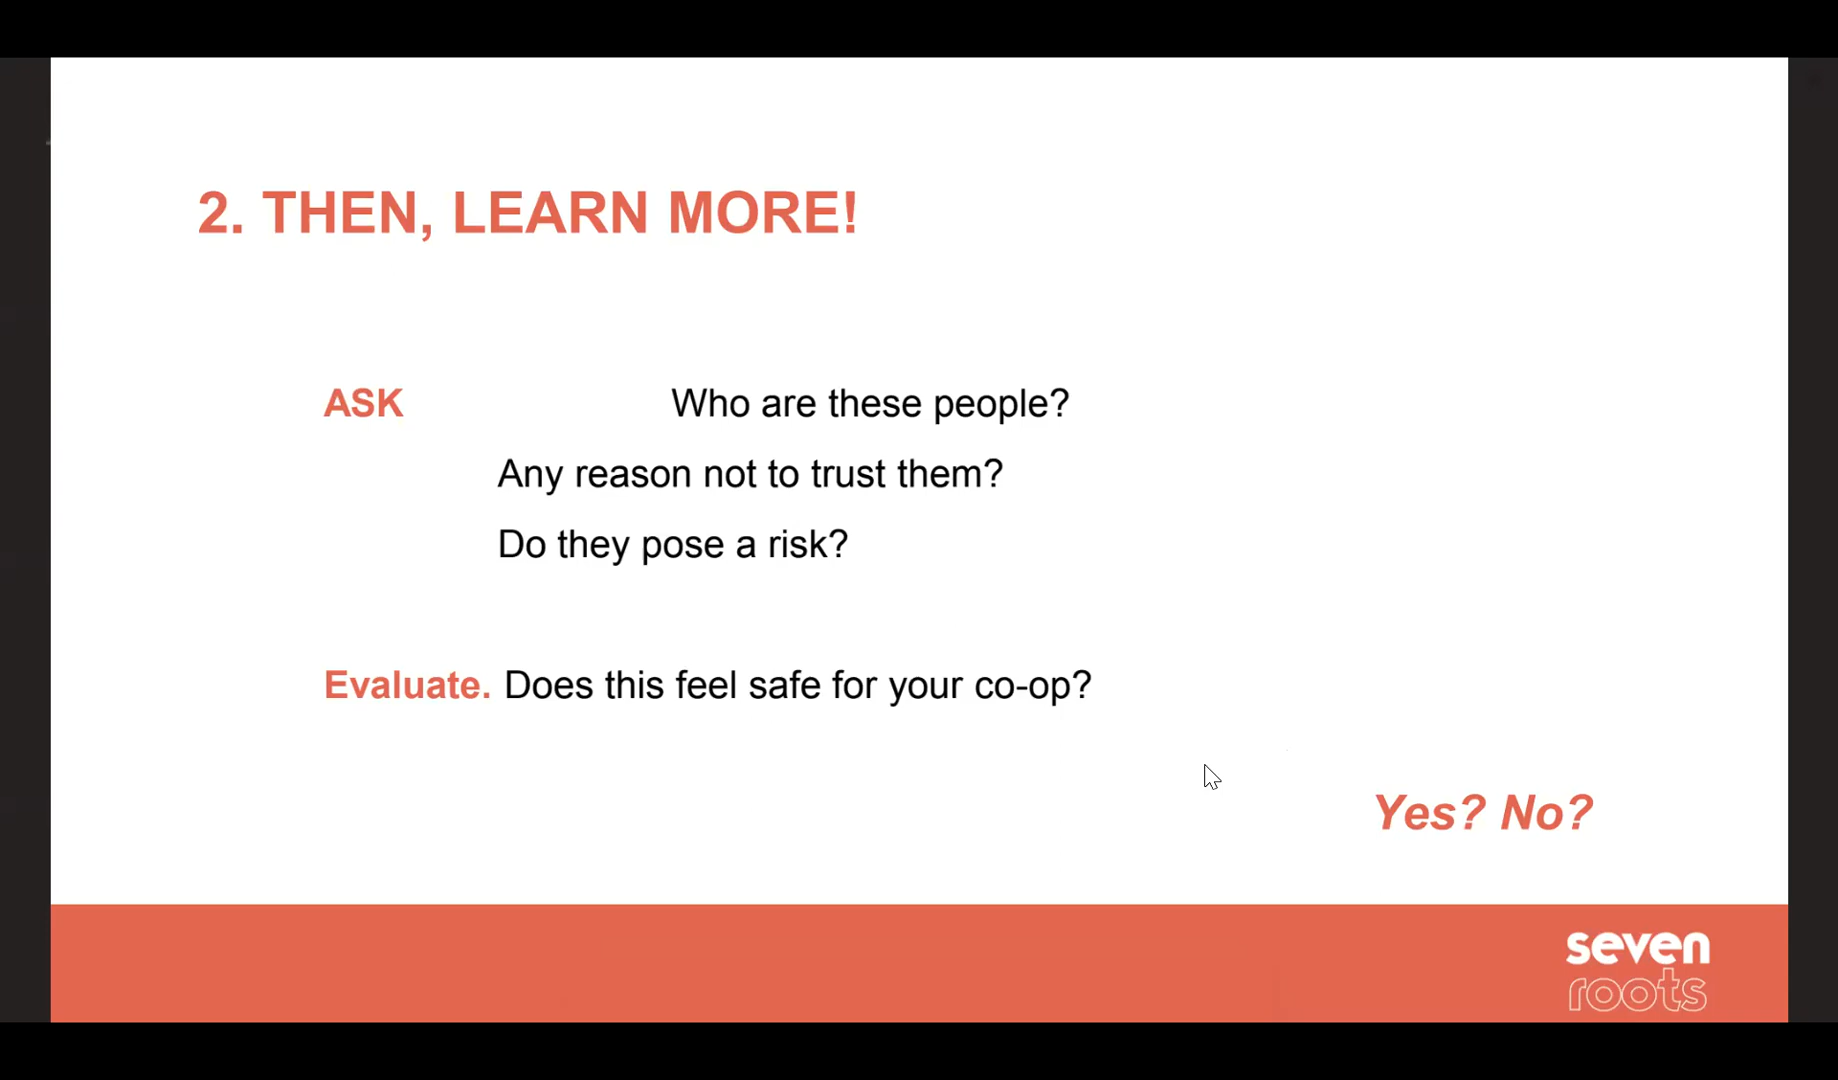 2. THEN, LEARN MORE!
ASK Who are these people?
Any reason not to trust them?
Do they pose a risk?
Evaluate. Does this feel safe for your co-op?
Yes? No?
seven
roots